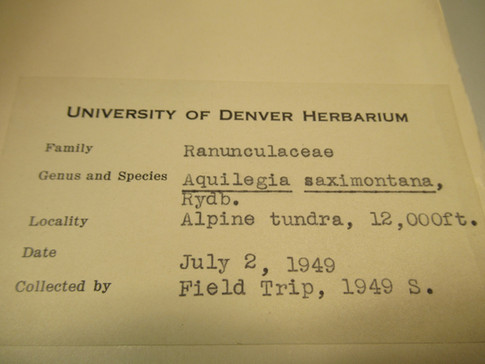 UNIVERSITY OF DENVER HERBARIUM
Family Ranunculaceae
Genus and Species Aquilegia saximontana,
Rydb.
Locality Alpine tundra, 12,000ft.
Date July 2, 1949
Collected by Field Trip, 1949 S.